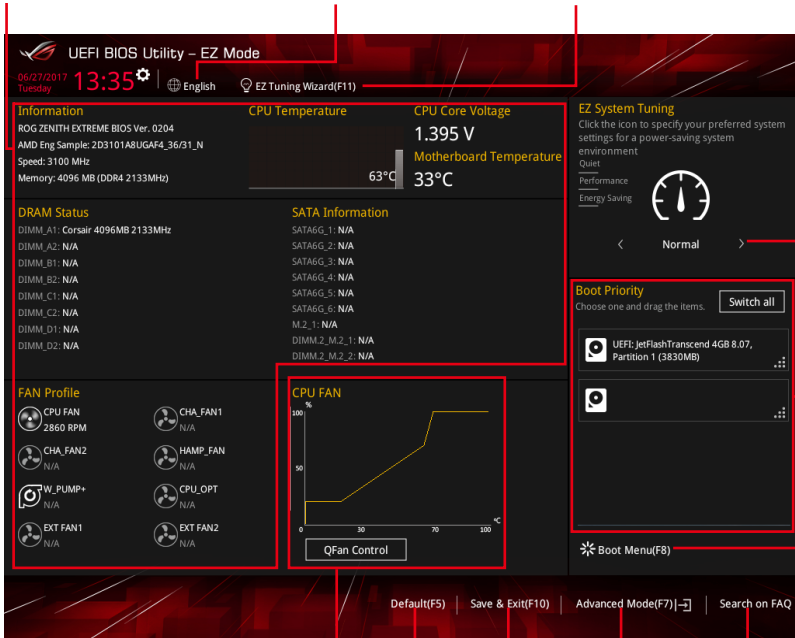 UEFI BIOS Utility – EZ Mode
06/27/2017
Tuesday
13:35
English
EZ Tuning Wizard(F11)
Information
ROG ZENITH EXTREME BIOS Ver. 0204
AMD Eng Sample: 2D3101A8UGAF4_36/31_N
Speed: 3100 MHz
Memory: 4096 MB (DDR4 2133MHz)
CPU Temperature
63°C
CPU Core Voltage
1.395 V
Motherboard Temperature
33°C
EZ System Tuning
Click the icon to specify your preferred system
settings for a power-saving system
environment
Quiet
Performance
Energy Saving
Normal
DRAM Status
DIMM_A1: Corsair 4096MB 2133MHz
DIMM_A2: N/A
DIMM_B1: N/A
DIMM_B2: N/A
DIMM_C1: N/A
DIMM_C2: N/A
DIMM_D1: N/A
DIMM_D2: N/A
SATA Information
SATA6G_1: N/A
SATA6G_2: N/A
SATA6G_3: N/A
SATA6G_4: N/A
SATA6G_5: N/A
SATA6G_6: N/A
M.2_1: N/A
DIMM.2_M.2_1: N/A
DIMM.2_M.2_2: N/A
Boot Priority
Choose one and drag the items.
Switch all
UEFI: JetFlashTranscend 4GB 8.07,
Partition 1 (3830MB)
FAN Profile
CPU FAN
2860 RPM
CHA_FAN1
N/A
CHA_FAN2
N/A
HAMP_FAN
N/A
W_PUMP+
N/A
CPU_OPT
N/A
EXT FAN1
N/A
EXT FAN2
N/A
CPU FAN
%
100
50
0
30
70
100
°C
QFan Control
Boot Menu(F8)
Default(F5)
Save & Exit(F10)
Advanced Mode(F7)
Search on FAQ